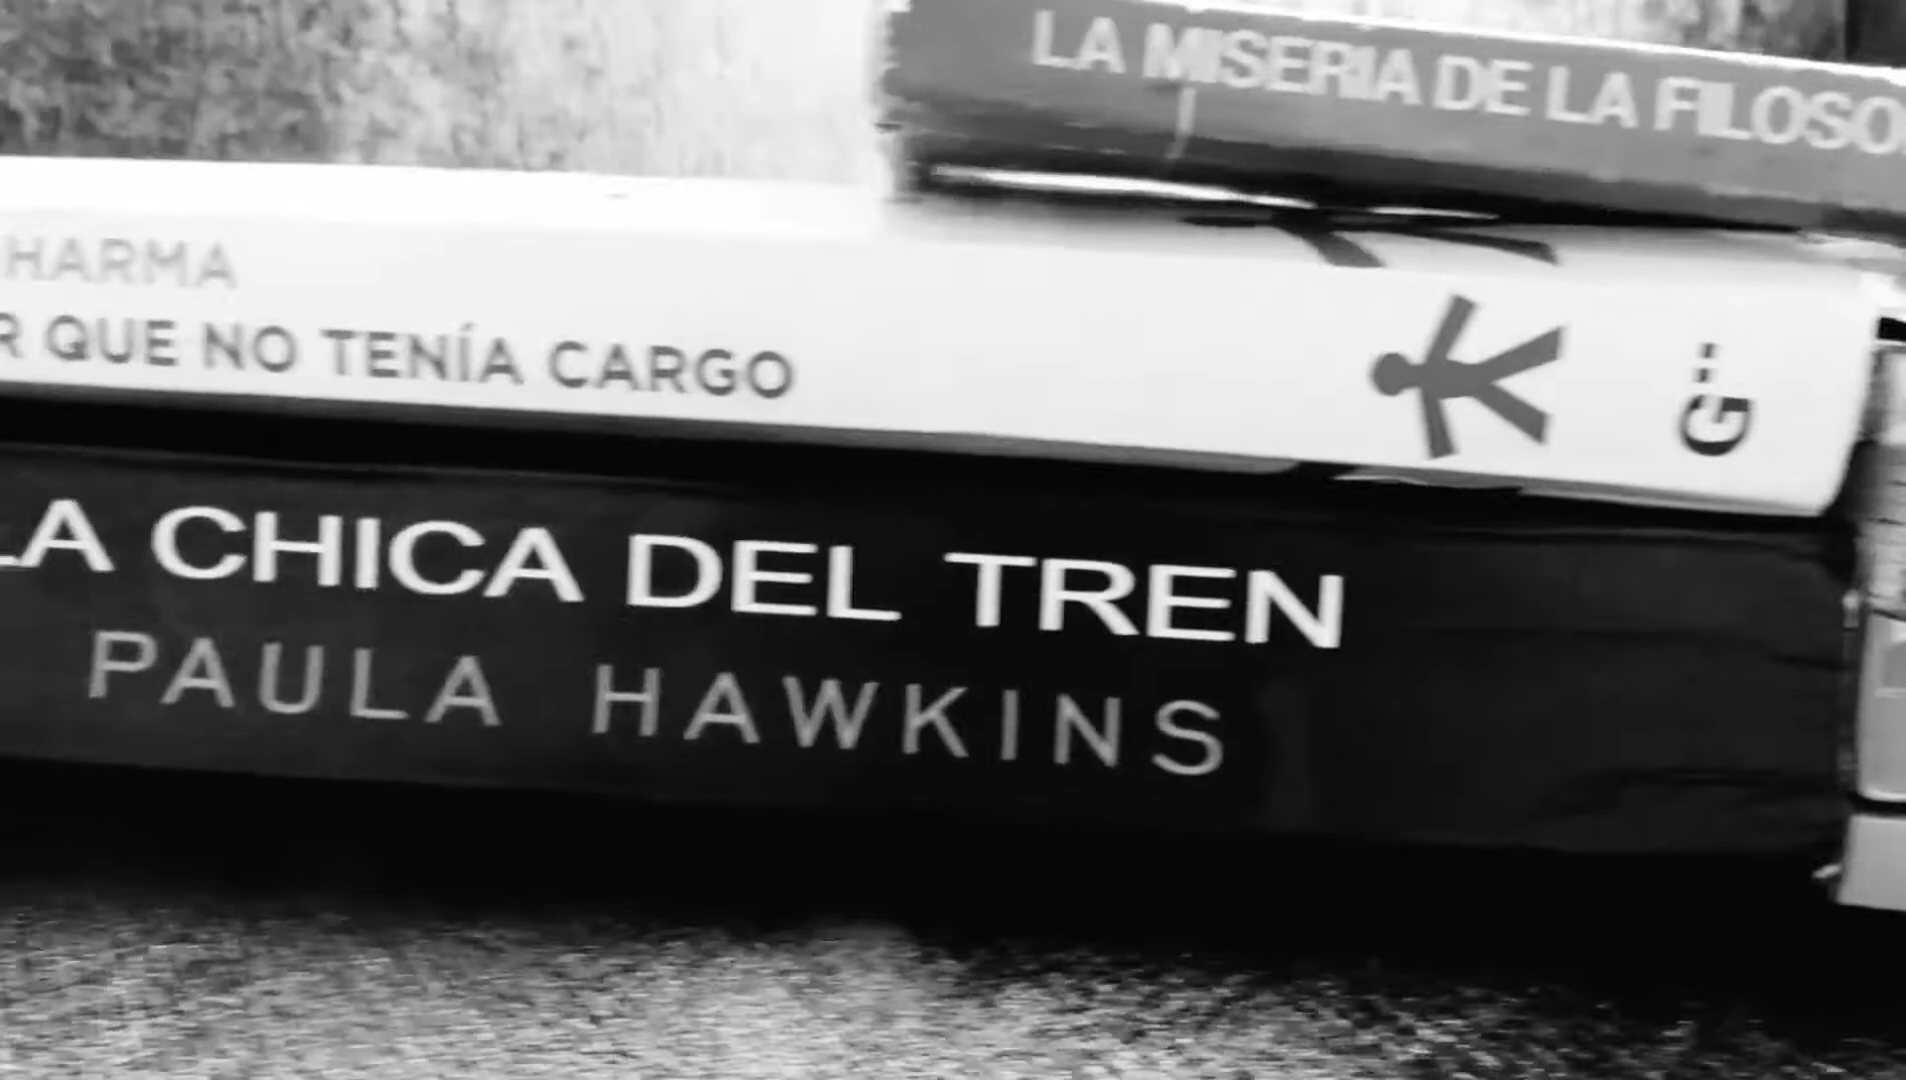 LA MISERIA DE LA FILOSO
HARMA
R QUE NO TENÍA CARGO
G--
LA CHICA DEL TREN
PAULA HAWKINS